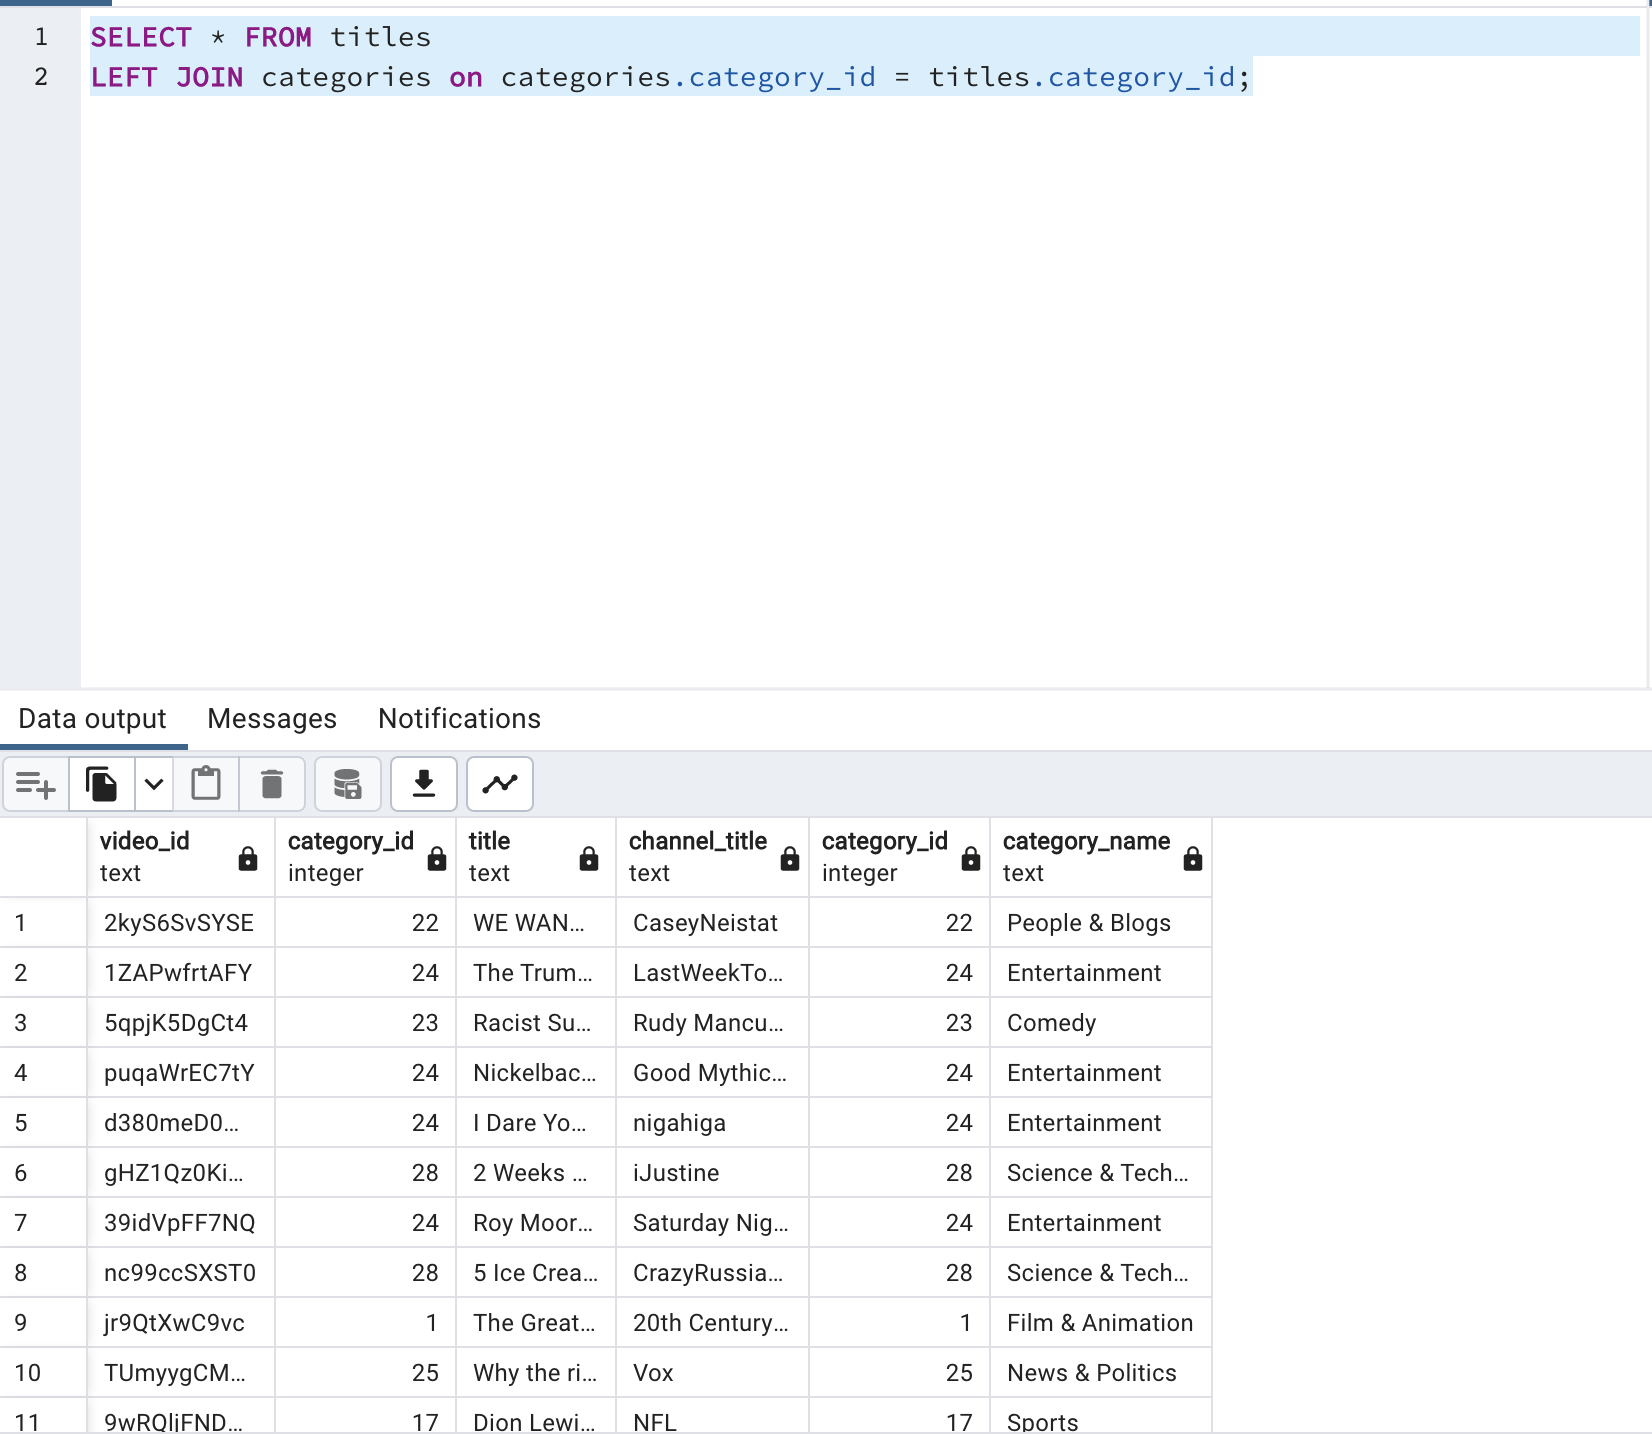 1 SELECT * FROM titles
2 LEFT JOIN categories on categories.category_id = titles.category_id;
Data output Messages Notifications
video_id category_id title channel_title category_id category_name
text integer text text integer text
1 2kyS6SvSYSE 22 WE WAN... CaseyNeistat 22 People & Blogs
2 1ZAPwfrtAFY 24 The Trum... LastWeekTo... 24 Entertainment
3 5qpjK5DgCt4 23 Racist Su... Rudy Mancu... 23 Comedy
4 puqaWrEC7tY 24 Nickelbac... Good Mythic... 24 Entertainment
5 d380meD0... 24 I Dare Yo... nigahiga 24 Entertainment
6 gHZ1Qz0Ki... 28 2 Weeks ... iJustine 28 Science & Tech...
7 39idVpFF7NQ 24 Roy Moor... Saturday Nig... 24 Entertainment
8 nc99ccSXST0 28 5 Ice Crea... CrazyRussia... 28 Science & Tech...
9 jr9QtXwC9vc 1 The Great... 20th Century... 1 Film & Animation
10 TUmyygCM... 25 Why the ri... Vox 25 News & Politics
11 9wRQljFND... 17 Dion Lewi... NFL 17 Sports